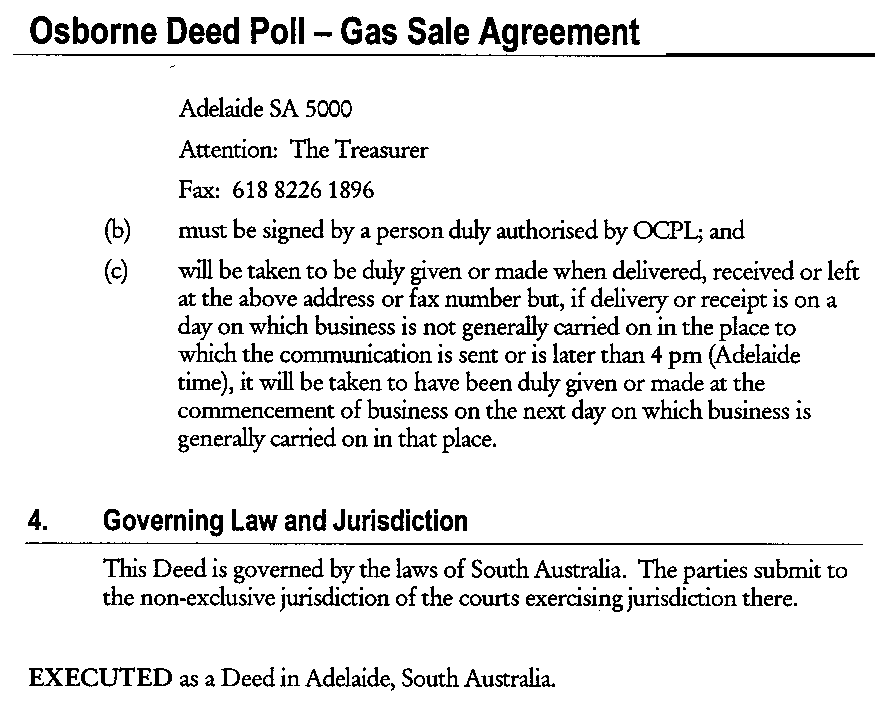 Osborne Deed Poll – Gas Sale Agreement
Adelaide SA 5000
Attention: The Treasurer
Fax: 618 8226 1896
(b) must be signed by a person duly authorised by OCPL; and
(c) will be taken to be duly given or made when delivered, received or left
at the above address or fax number but, if delivery or receipt is on a
day on which business is not generally carried on in the place to
which the communication is sent or is later than 4 pm (Adelaide
time), it will be taken to have been duly given or made at the
commencement of business on the next day on which business is
generally carried on in that place.
4. Governing Law and Jurisdiction
This Deed is governed by the laws of South Australia. The parties submit to
the non-exclusive jurisdiction of the courts exercising jurisdiction there.
EXECUTED as a Deed in Adelaide, South Australia.